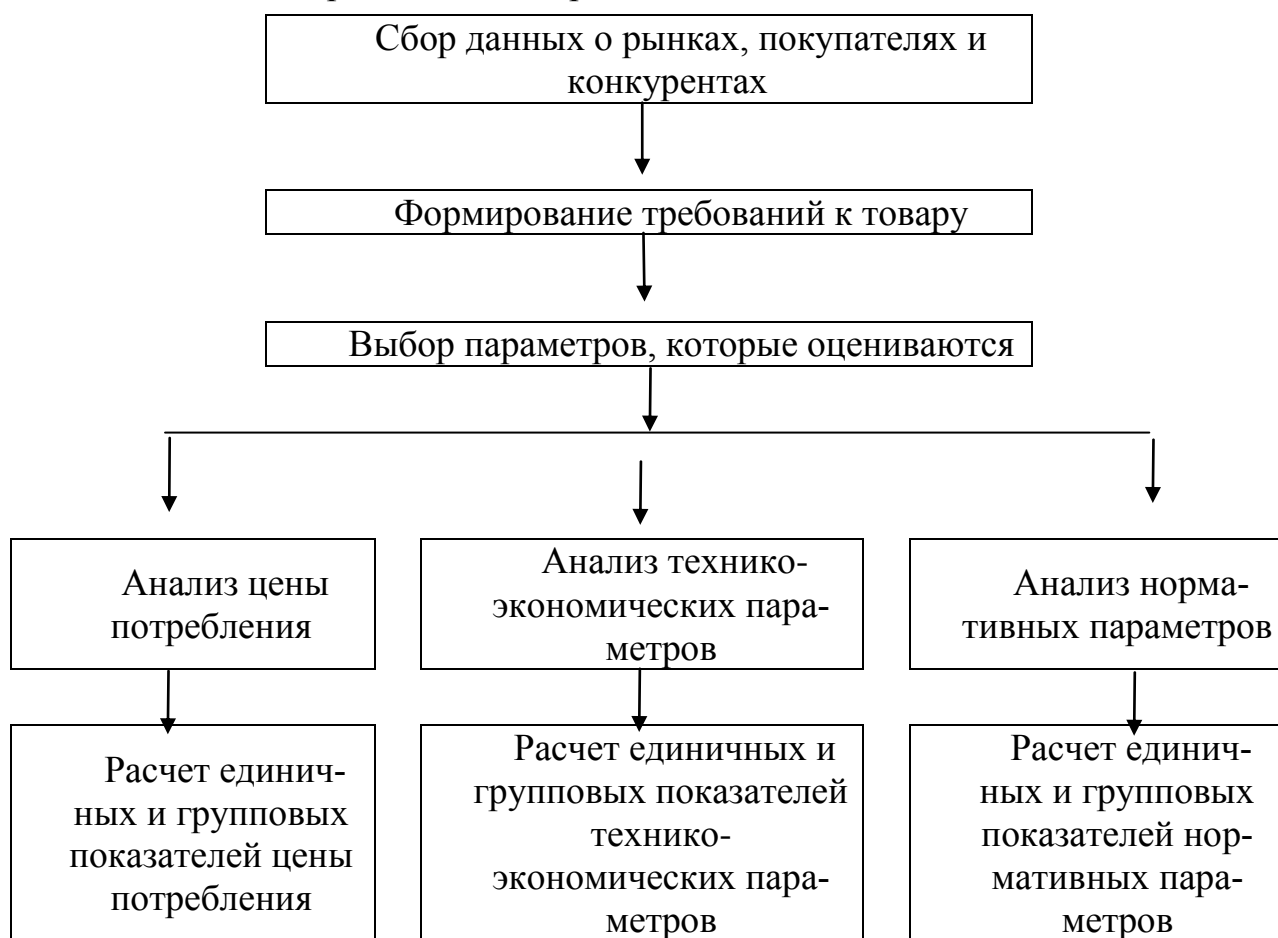 Сбор данных о рынках, покупателях и
конкурентах
Формирование требований к товару
Выбор параметров, которые оцениваются
Анализ цены
потребления
Анализ технико-
экономических пара-
метров
Анализ норма-
тивных параметров
Расчет единич-
ных и групповых
показателей цены
потребления
Расчет единичных и
групповых показателей
технико-
экономических пара-
метров
Расчет единич-
ных и групповых
показателей нор-
мативных пара-
метров